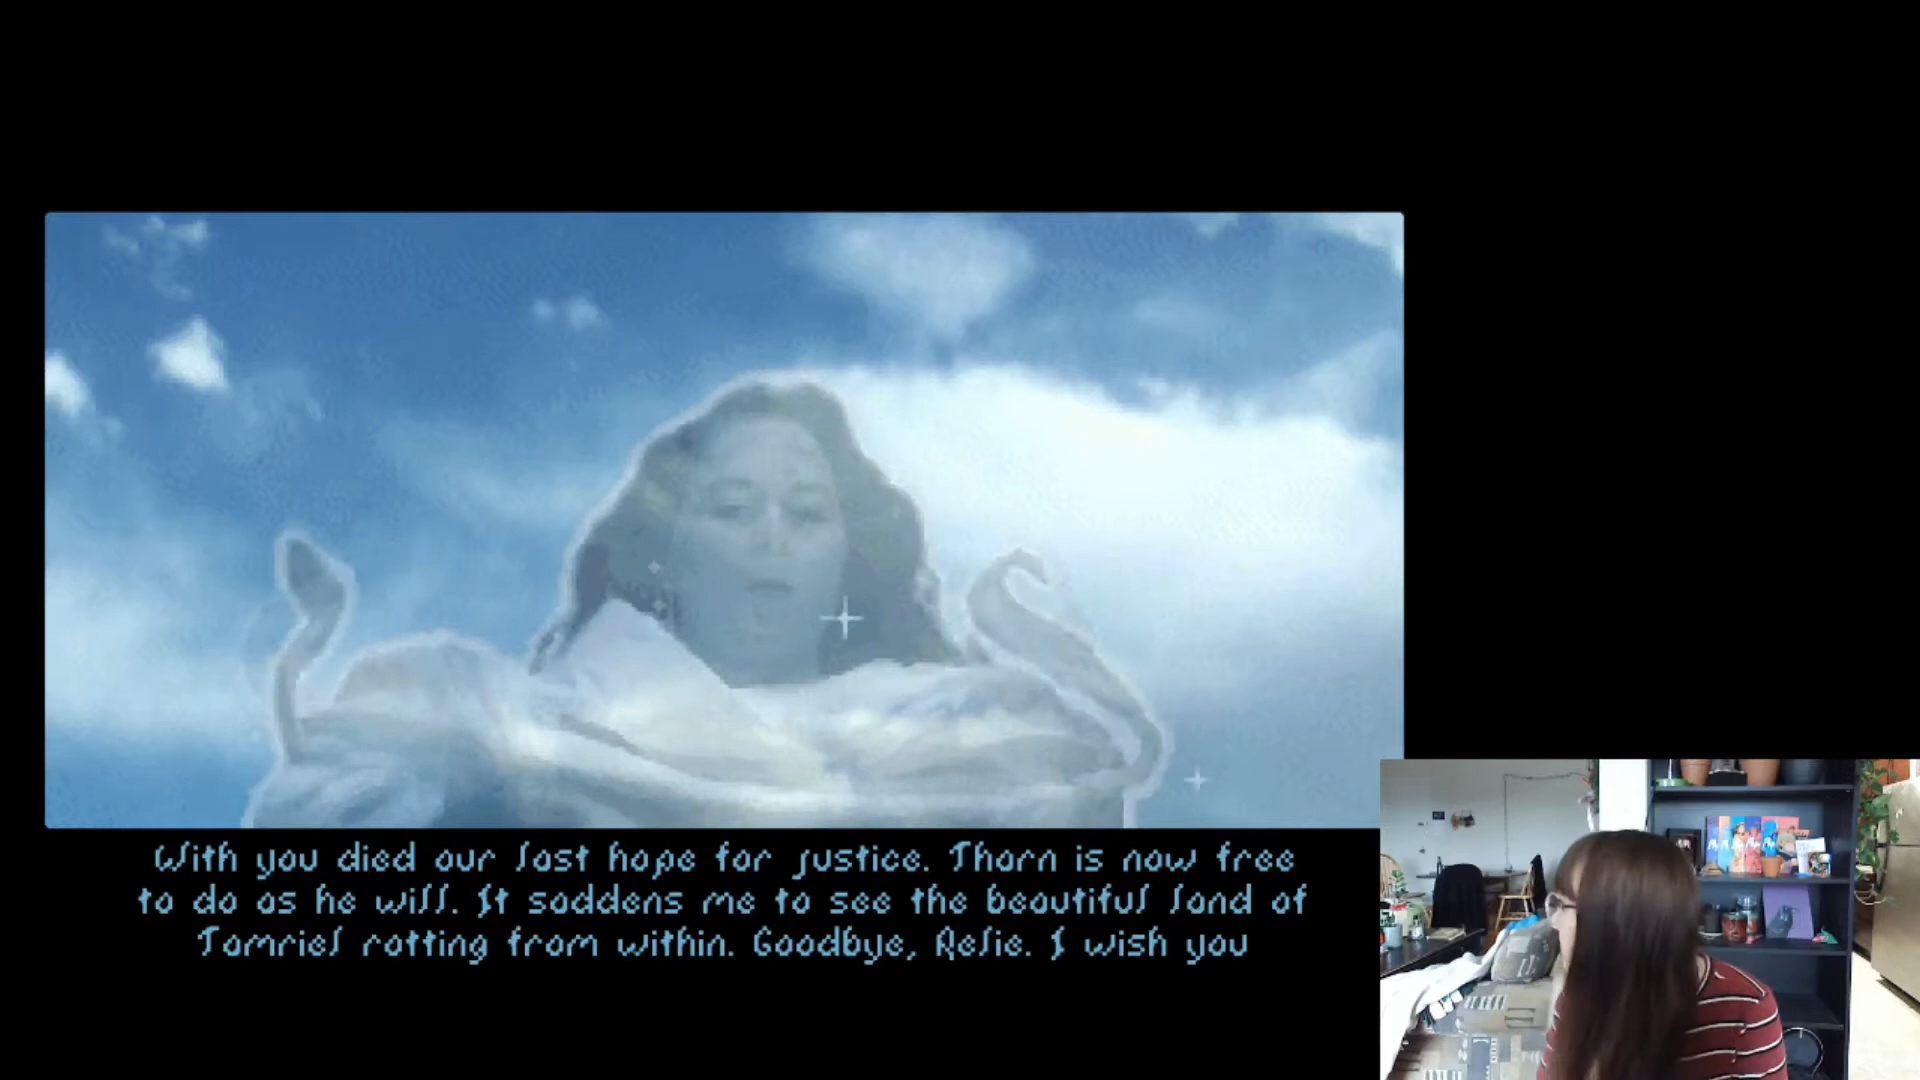 With you died our last hope for justice. Tharn is now free
to do as he will. It saddens me to see the beautiful land of
Tamriel rotting from within. Goodbye, Relie. I wish you